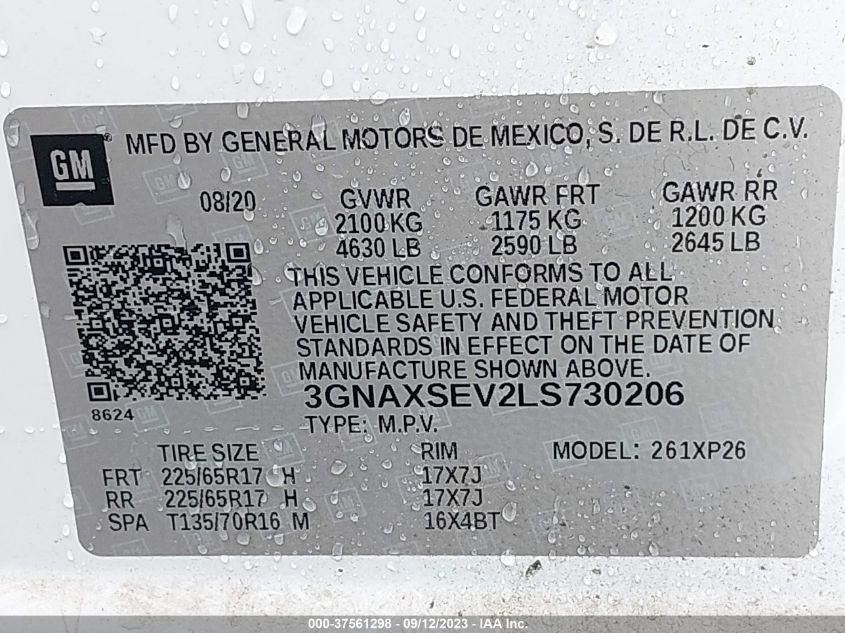 GM ® MFD BY GENERAL MOTORS DE MEXICO, S. DE R.L. DE C.V.
08/20 GVWR GAWR FRT GAWR RR
2100 KG 1175 KG 1200 KG
4630 LB 2590 LB 2645 LB
THIS VEHICLE CONFORMS TO ALL
APPLICABLE U.S. FEDERAL MOTOR
VEHICLE SAFETY AND THEFT PREVENTION
STANDARDS IN EFFECT ON THE DATE OF
MANUFACTURE SHOWN ABOVE.
3GNAXSEV2LS730206
8624
TYPE: M.P.V.
TIRE SIZE RIM MODEL: 261XP26
FRT 225/65R17 H 17X7J
RR 225/65R17 H 17X7J
SPA T135/70R16 M 16X4BT
000-37561298 - 09/12/2023 - IAA Inc.